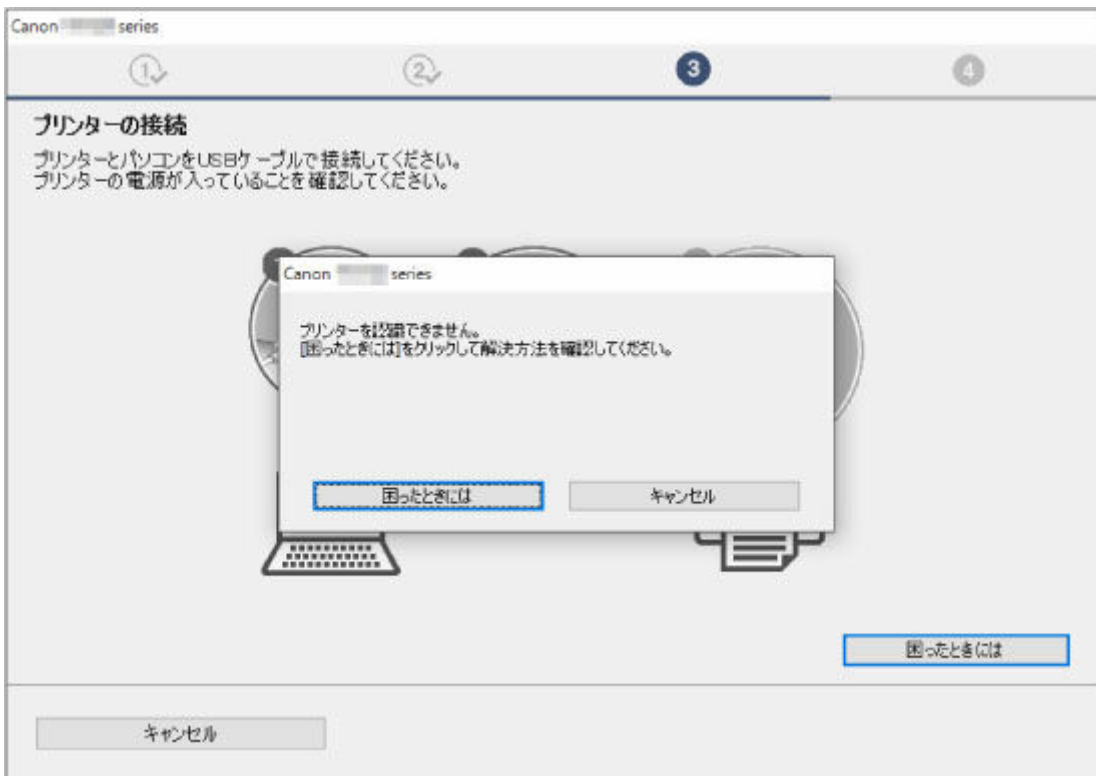 Canon series
1
2
3
4
プリンターの接続
プリンターとパソコンをUSBケーブルで接続してください。
プリンターの電源が入っていることを確認してください。
Canon series
プリンターを認識できません。
[困ったときには]をクリックして解決方法を確認してください。
困ったときには
キャンセル
困ったときには
キャンセル